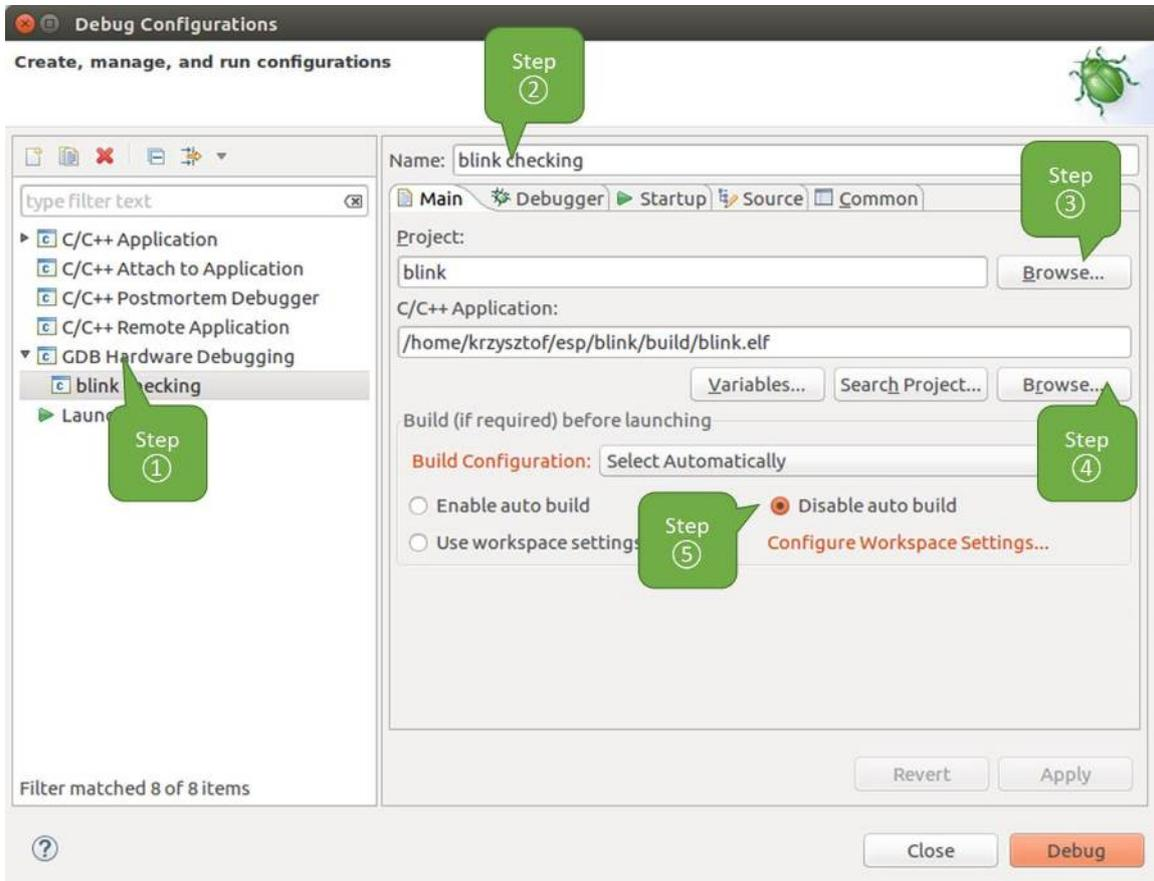 Debug Configurations
Create, manage, and run configurations
Step
②
Name: blink checking
type filter text
C/C++ Application
C/C++ Attach to Application
C/C++ Postmortem Debugger
C/C++ Remote Application
GDB Hardware Debugging
blink checking
Step
①
Filter matched 8 of 8 items
Main Debugger Startup Source Common
Step
③
Project:
blink Browse...
C/C++ Application:
/home/krzysztof/esp/blink/build/blink.elf
Variables... Search Project... Browse...
Step
④
Build (if required) before launching
Build Configuration: Select Automatically
Enable auto build Disable auto build
Step
⑤
Use workspace settings Configure Workspace Settings...
Revert Apply
Close Debug